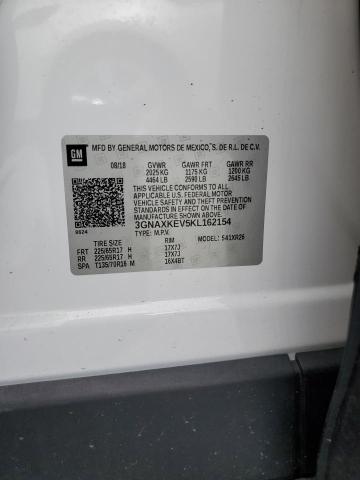 GM
MFD BY GENERAL MOTORS DE MEXICO, S. DE R.L. DE C.V.
08/18 GVWR GAWR FRT GAWR RR
2025 KG 1175 KG 1200 KG
4464 LB 2590 LB 2645 LB
THIS VEHICLE CONFORMS TO ALL
APPLICABLE U.S. FEDERAL MOTOR
VEHICLE SAFETY, BUMPER, AND
THEFT PREVENTION STANDARDS IN
EFFECT ON THE DATE OF
MANUFACTURE SHOWN ABOVE.
3GNAXKEV5KL162154
TYPE: M.P.V. MODEL: 541XR26
RIM
FRT 225/65R17 H 17X7J
RR 225/65R17 H 17X7J
SPA T135/70R16 M 16X4BT